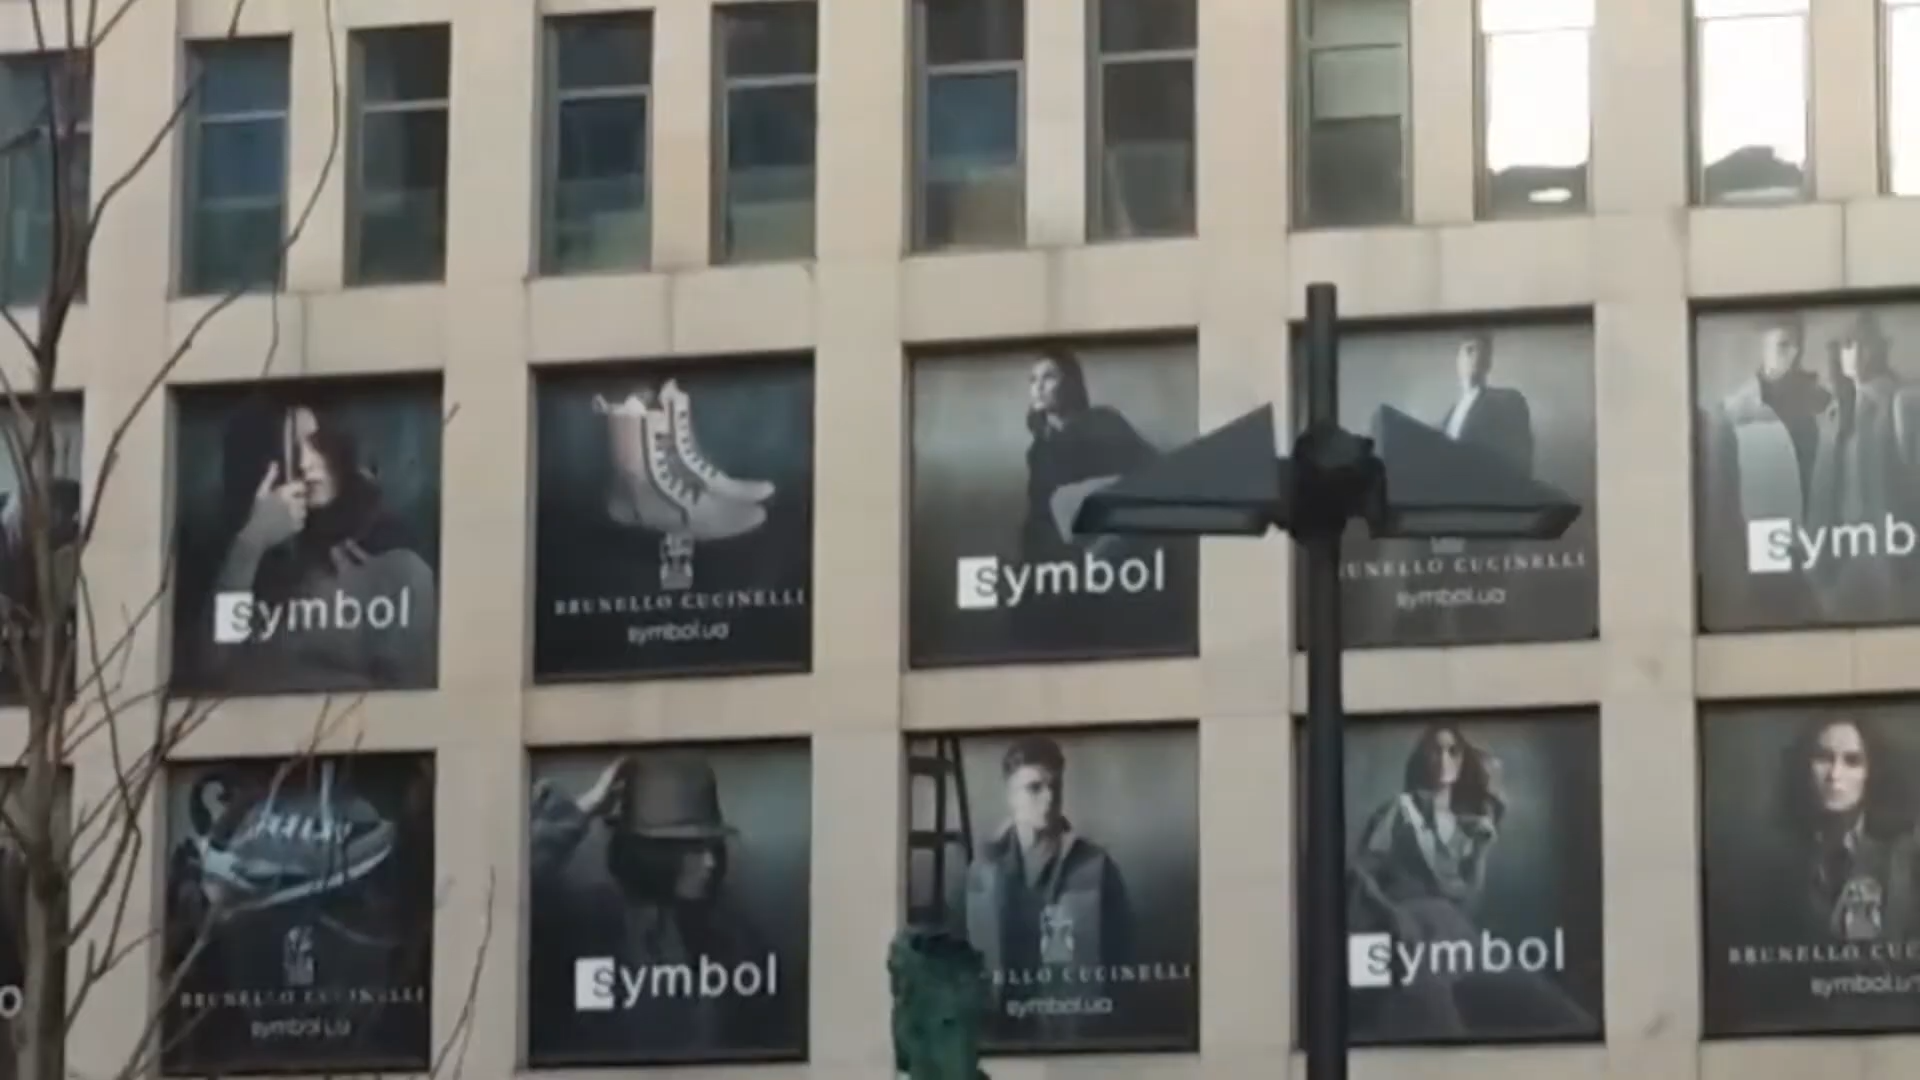 symbol
BRUNELLO CUCINELLI
symbol.ua
symbol
UNELLO CUCINELLI
symbol.ua
symb
o
BRUNELLO CUCINELLI
symbol.ua
symbol
ELLO CUCINELLI
symbol.ua
symbol
BRUNELLO CUC
symbol.u